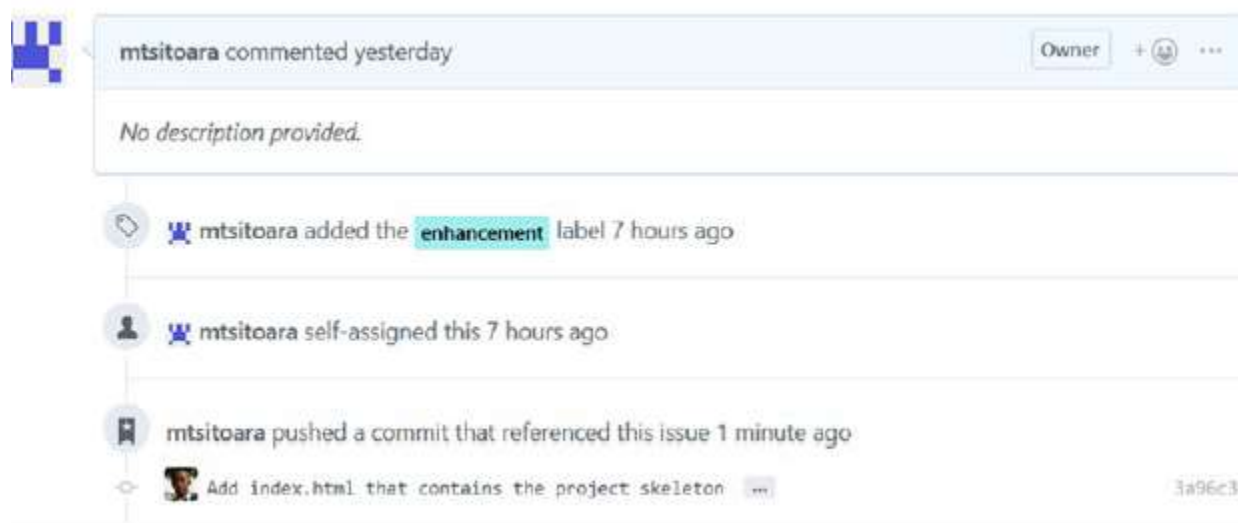 mtsitoara commented yesterday Owner
No description provided.
mtsitoara added the enhancement label 7 hours ago
mtsitoara self-assigned this 7 hours ago
mtsitoara pushed a commit that referenced this issue 1 minute ago
Add index.html that contains the project skeleton ... 3a96c3